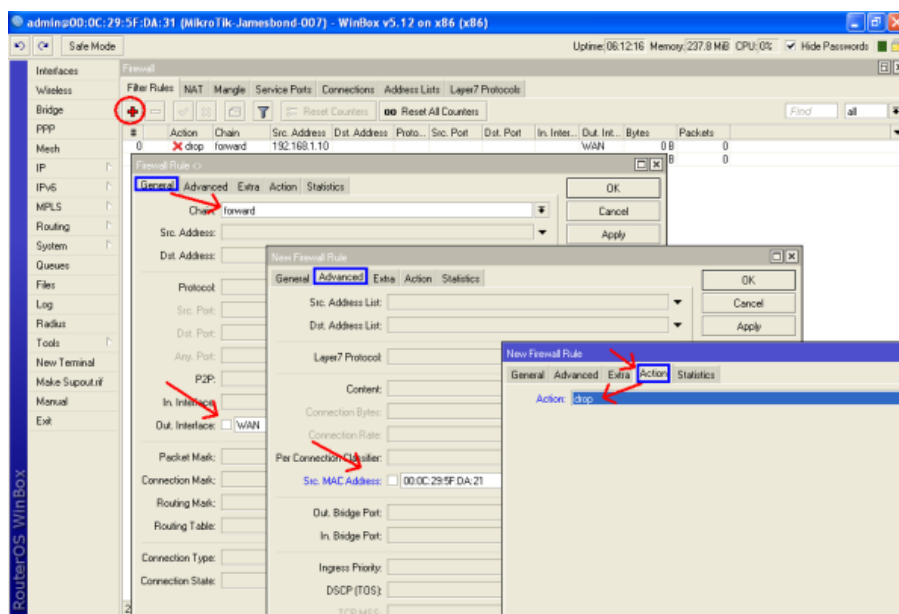 admin@00:0C:29:5F:DA:31 (MikroTik-Jamesbond-007) - WinBox v5.12 on x86 (x86)
Safe Mode Uptime: 06:12:16 Memory: 237.8 MiB CPU: 0% Hide Passwords
Interfaces
Wireless
Bridge
PPP
Mesh
IP
IPv6
MPLS
Routing
System
Queues
Files
Log
Radius
Tools
New Terminal
Make Supout.rif
Manual
Exit
RouterOS WinBox
Firewall
Filter Rules NAT Mangle Service Ports Connections Address Lists Layer7 Protocols
Reset Counters 00 Reset All Counters Find all
# Action Chain Src. Address Dst. Address Proto... Src. Port Dst. Port In. Inter... Out. Int... Bytes Packets
0 drop forward 192.168.1.10 WAN 0 B 0
B 0
Firewall Rule <>
General Advanced Extra Action Statistics
Chain: forward
Src. Address:
Dst. Address:
Protocol:
Src. Port:
Dst. Port:
Any. Port:
P2P:
In. Interface:
Out. Interface: WAN
Packet Mark:
Connection Mark:
Routing Mark:
Routing Table:
Connection Type:
Connection State:
OK
Cancel
Apply
2
New Firewall Rule
General Advanced Extra Action Statistics
Src. Address List:
Dst. Address List:
Layer7 Protocol:
Content:
Connection Bytes:
Connection Rate:
Per Connection Classifier:
Src. MAC Address: 00:0C:29:5F:DA:21
Out. Bridge Port:
In. Bridge Port:
Ingress Priority:
DSCP (TOS):
TCP MSS:
OK
Cancel
Apply
New Firewall Rule
General Advanced Extra Action Statistics
Action: drop